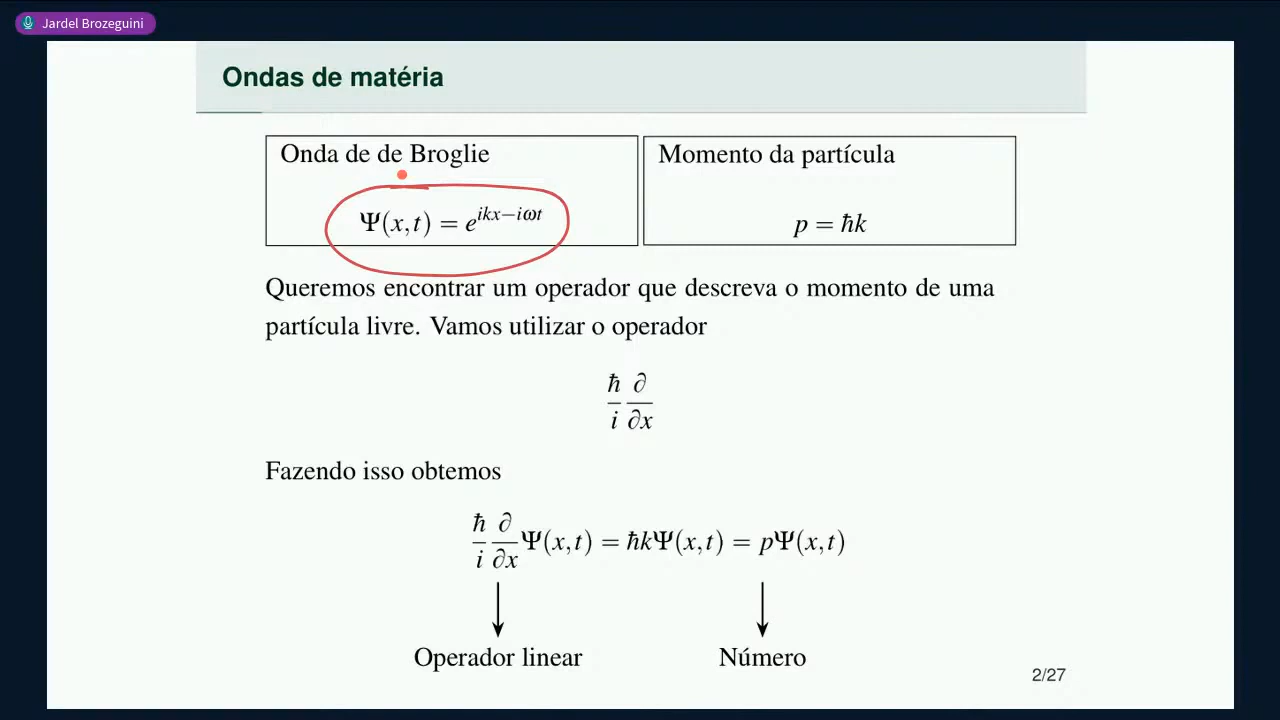 Jardel Brozeguini
Ondas de matéria
Onda de de Broglie
Ψ(x,t) = e^{ikx−iωt}
Momento da partícula
p = ħk
Queremos encontrar um operador que descreva o momento de uma
partícula livre. Vamos utilizar o operador
ħ/i ∂/∂x
Fazendo isso obtemos
ħ/i ∂/∂x Ψ(x,t) = ħkΨ(x,t) = pΨ(x,t)
Operador linear
Número
2/27